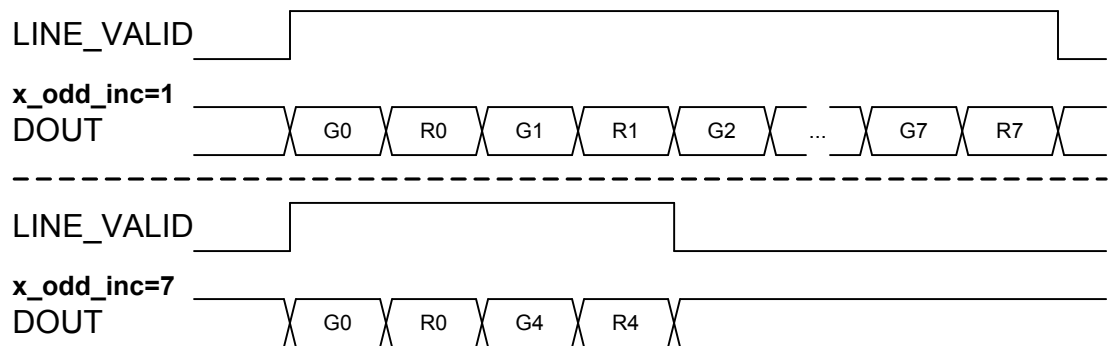 LINE_VALID
x_odd_inc=1
DOUT G0 R0 G1 R1 G2 ... G7 R7
LINE_VALID
x_odd_inc=7
DOUT G0 R0 G4 R4